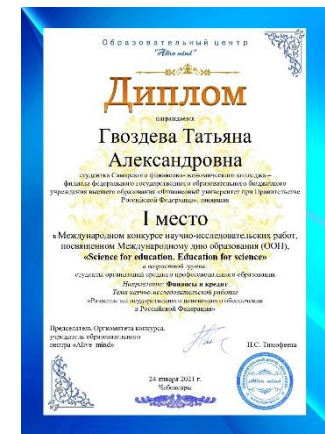 Образовательный центр
"Alive mind"
Диплом
награждается
Гвоздева Татьяна
Александровна
студентка Самарского финансово-экономического колледжа –
филиала федерального государственного образовательного бюджетного
учреждения высшего образования «Финансовый университет при Правительстве
Российской Федерации»,
I место
в Международном конкурсе научно-исследовательских работ,
посвященном Международному дню образования (ООН),
«Science for education. Education for science»
в возрастной группе:
студенты организаций среднего профессионального образования
Направление: Финансы и кредит
Тема научно-исследовательской работы:
«Развитие негосударственного пенсионного обеспечения
в Российской Федерации»
Председатель Оргкомитета конкурса,
учредитель образовательного
центра «Alive mind»
Н.С. Тимофеева
24 января 2021 г.
Чебоксары
Alive mind